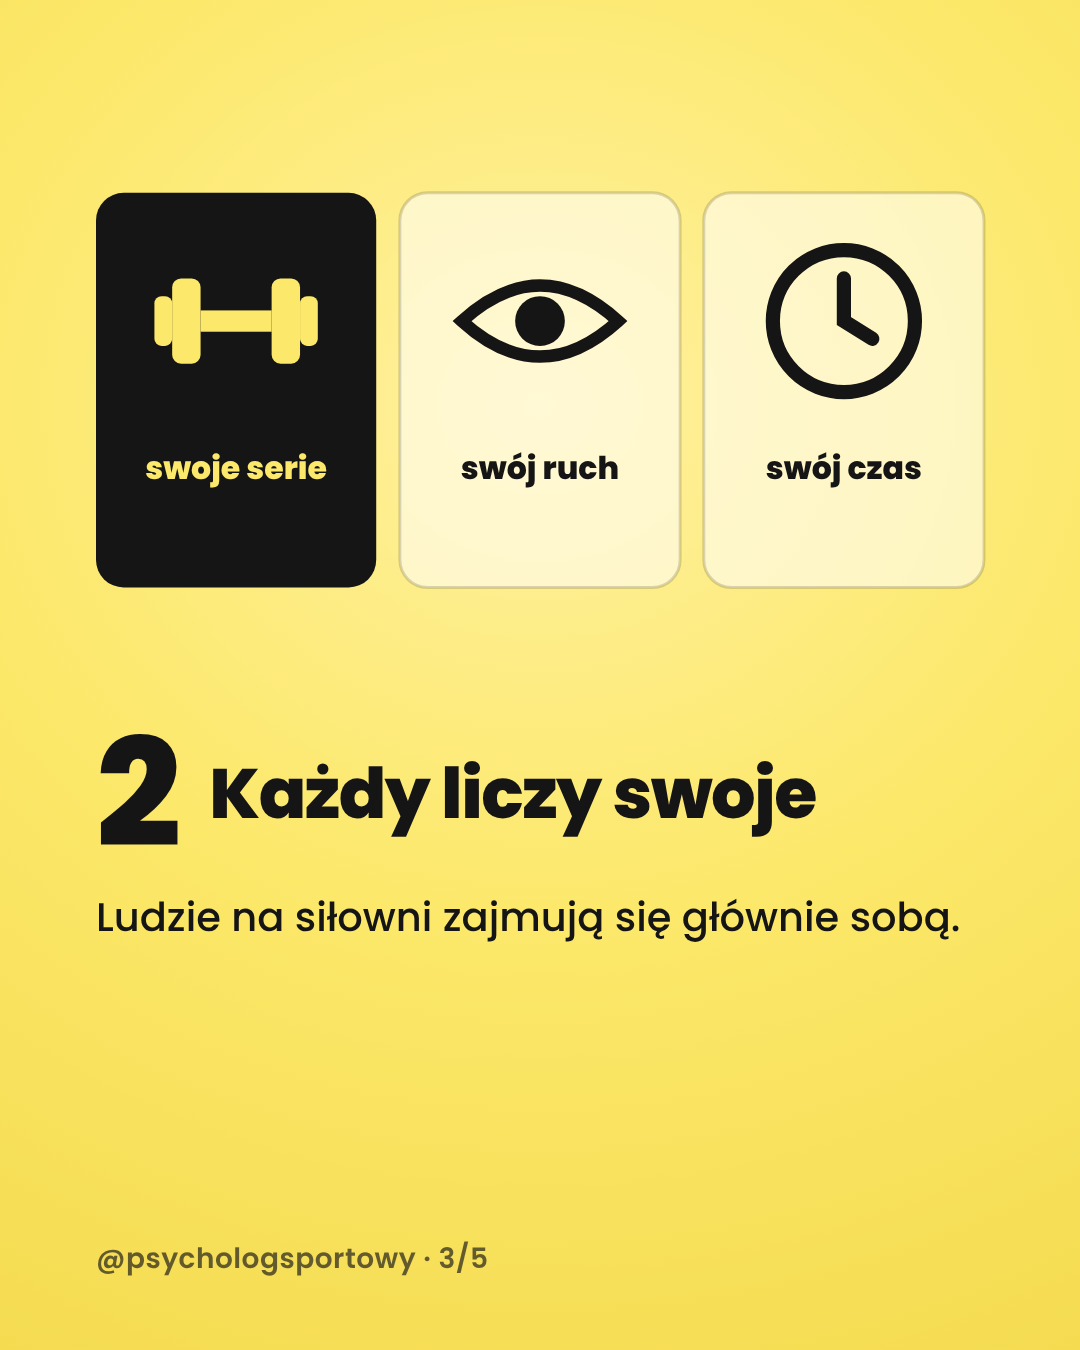 swoje serie
swój ruch
swój czas
2 Każdy liczy swoje
Ludzie na siłowni zajmują się głównie sobą.
@psychologsportowy · 3/5